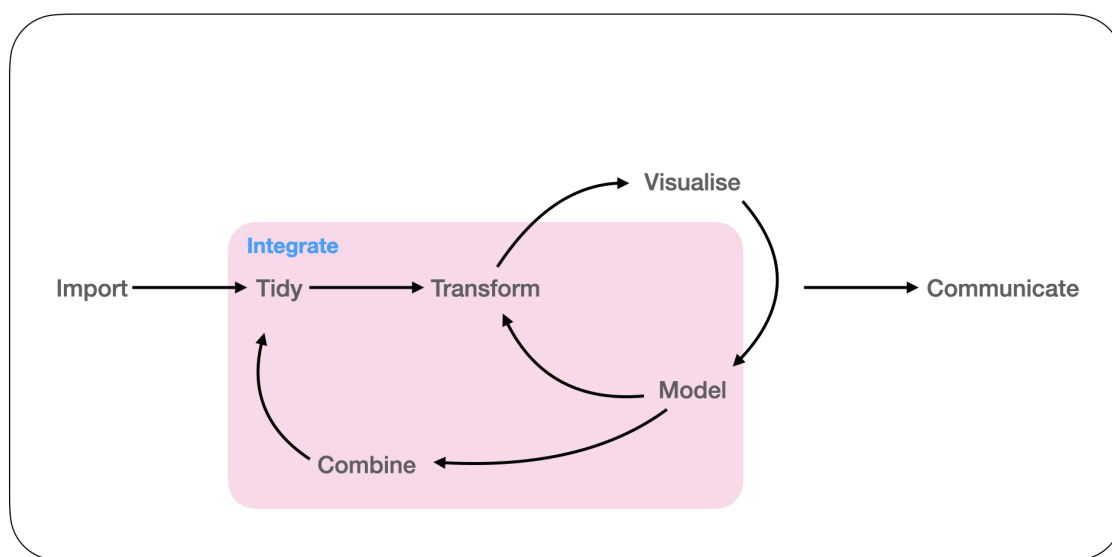 Visualise
Integrate
Import
Tidy
Transform
Communicate
Model
Combine